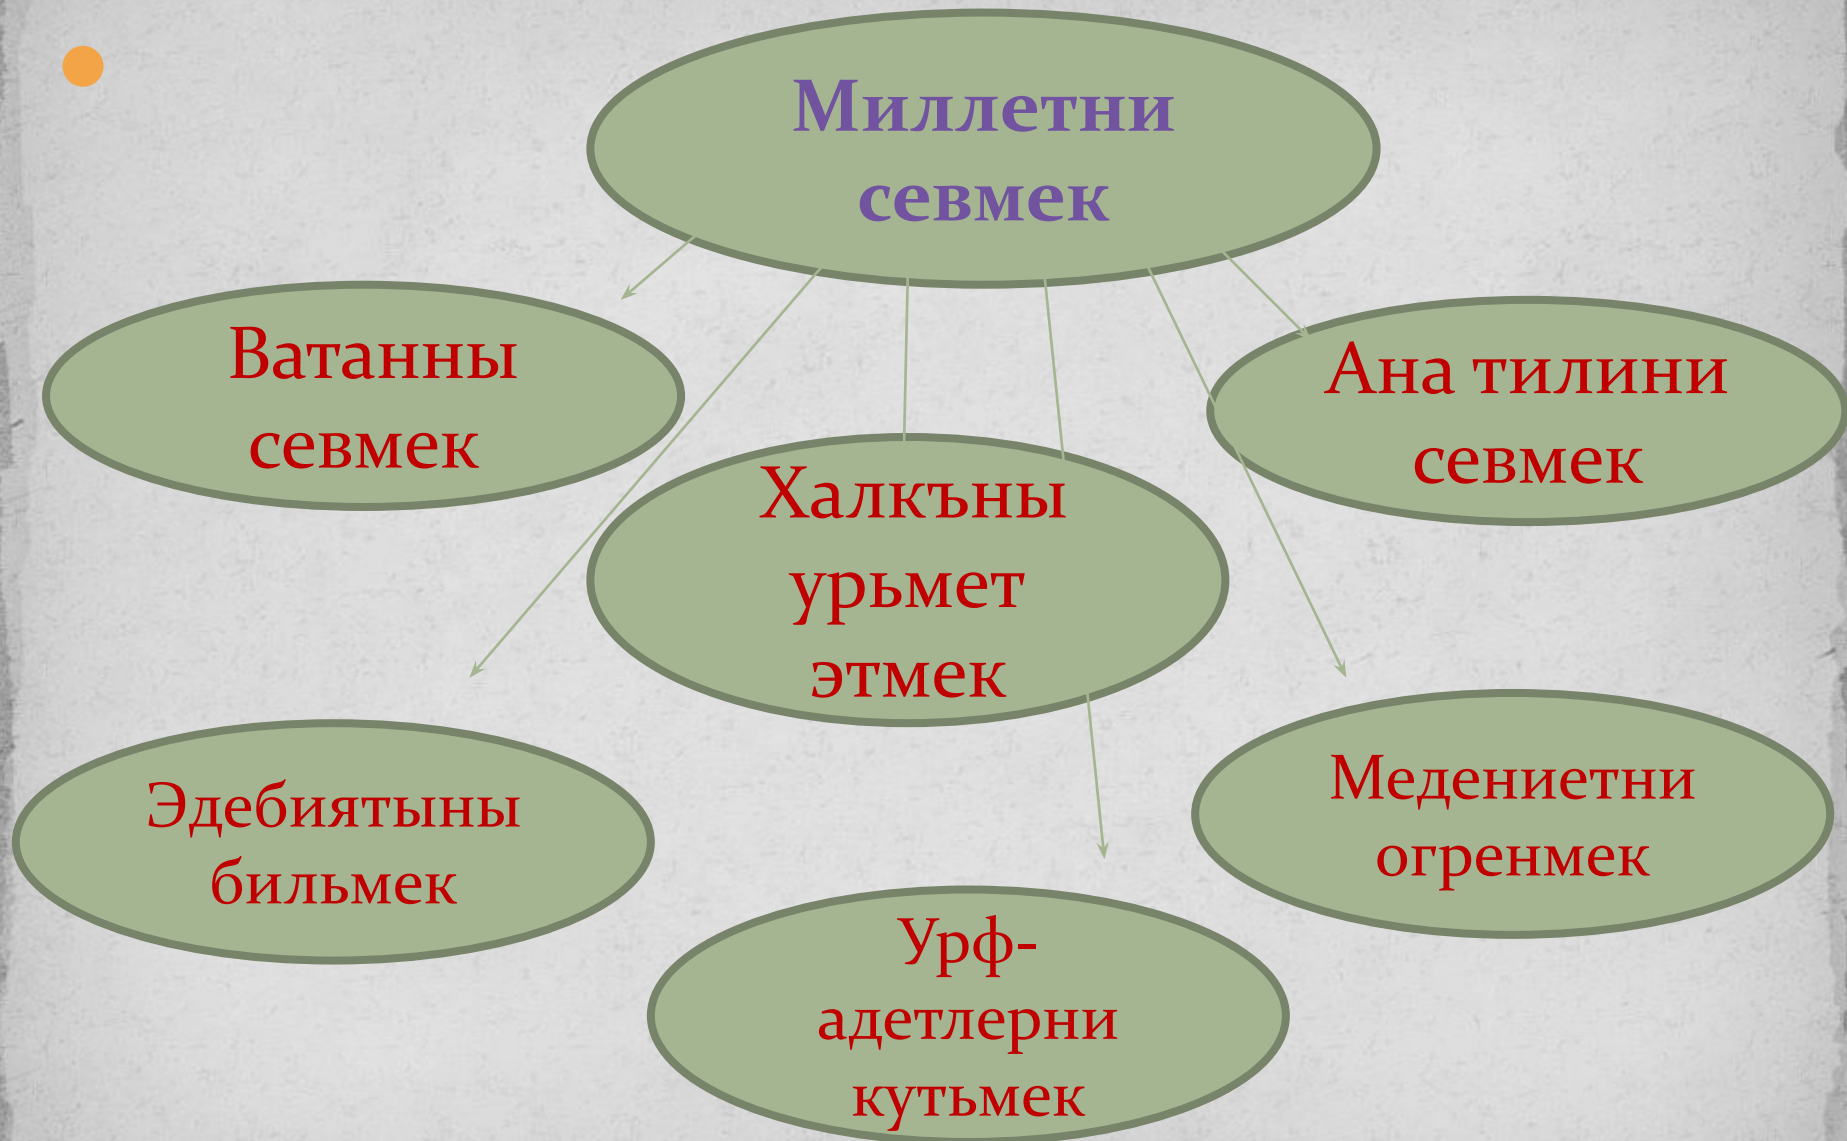 Миллетни
севмек
Ватанны
севмек
Ана тилини
севмек
Халкъны
урьмет
этмек
Эдебиятыны
бильмек
Медениетни
огренмек
Урф-
адетлерни
кутьмек